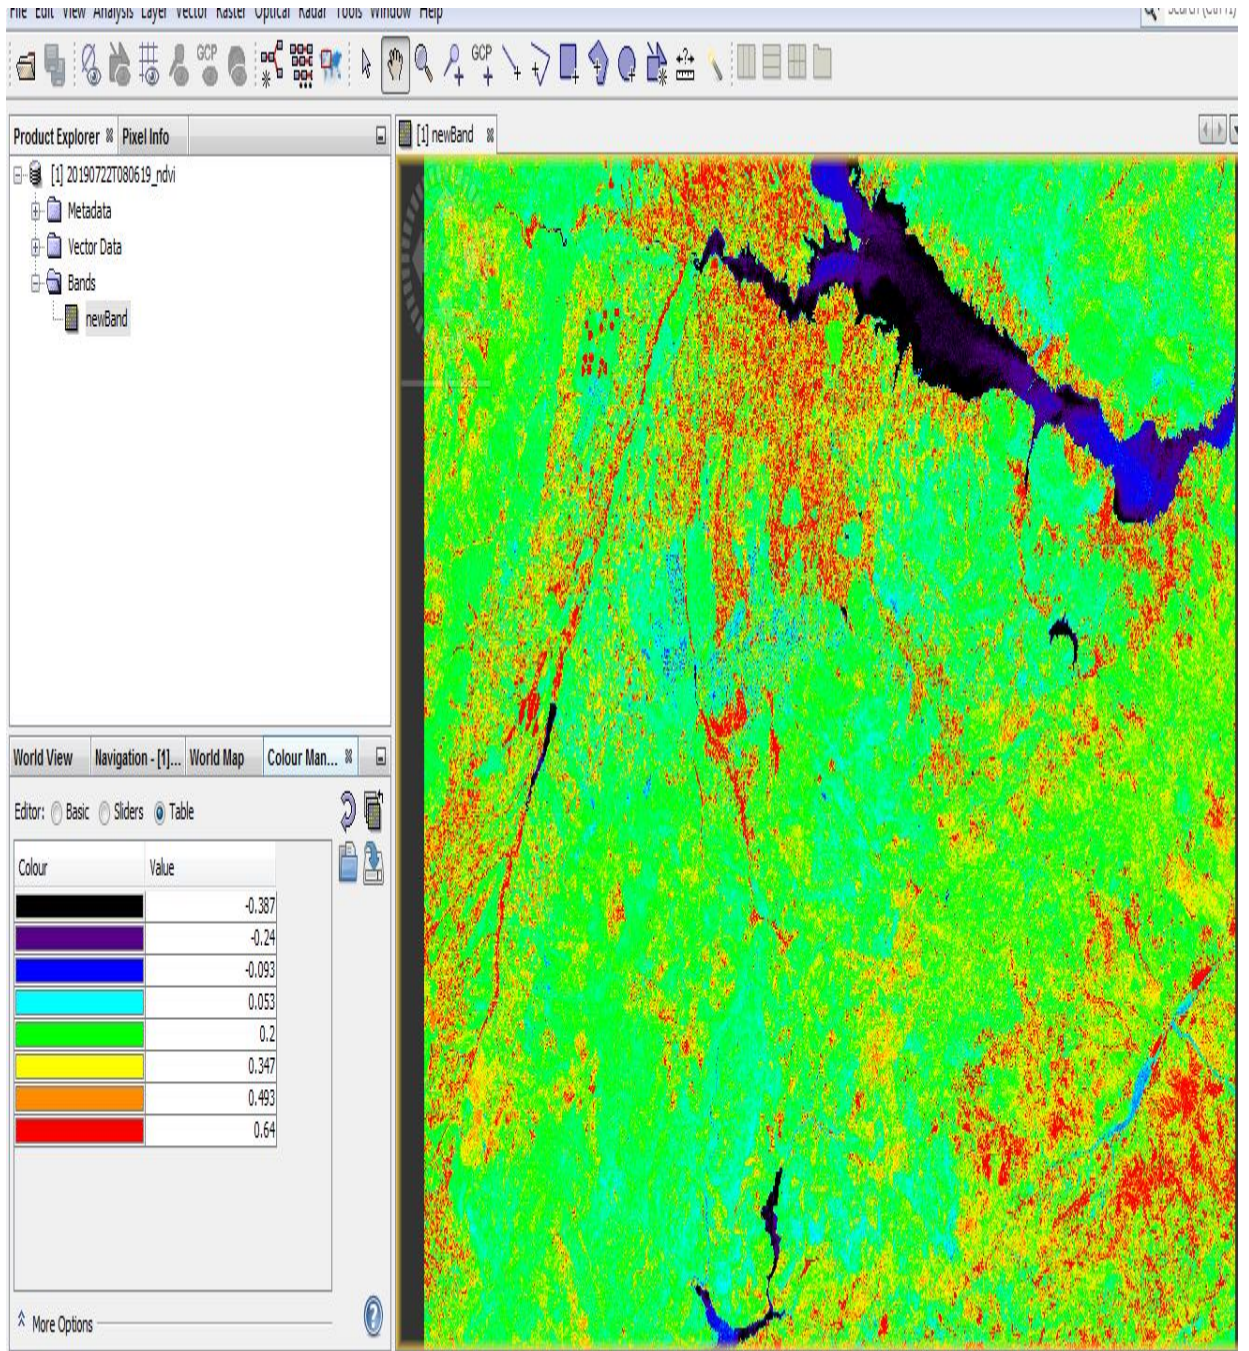 File Edit View Analysis Layer Vector Raster Optical Radar Tools Window Help
Search (Ctrl+I)
GCP GCP
Product Explorer Pixel Info
[1] newBand
[1] 20190722T080619_ndvi
Metadata
Vector Data
Bands
newBand
World View Navigation - [1]... World Map Colour Man...
Editor: Basic Sliders Table
Colour Value
-0.387
-0.24
-0.093
0.053
0.2
0.347
0.493
0.64
More Options